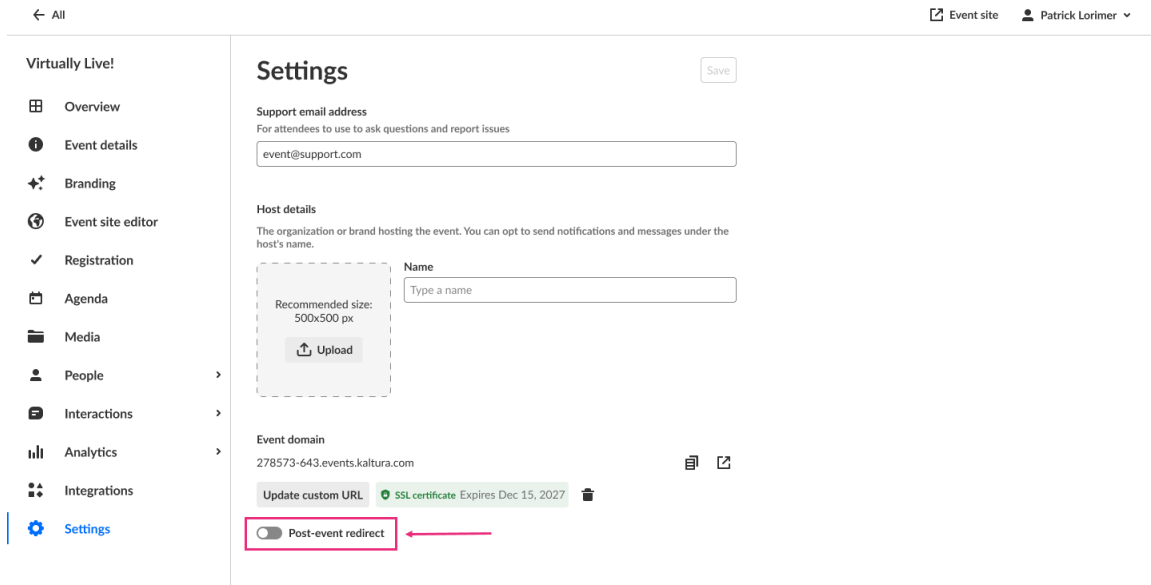 All
Event site
Patrick Lorimer
Virtually Live!
Overview
Event details
Branding
Event site editor
Registration
Agenda
Media
People
Interactions
Analytics
Integrations
Settings
Settings
Save
Support email address
For attendees to use to ask questions and report issues
event@support.com
Host details
The organization or brand hosting the event. You can opt to send notifications and messages under the
host's name.
Recommended size:
500x500 px
Upload
Name
Type a name
Event domain
278573-643.events.kaltura.com
Update custom URL
SSL certificate Expires Dec 15, 2027
Post-event redirect